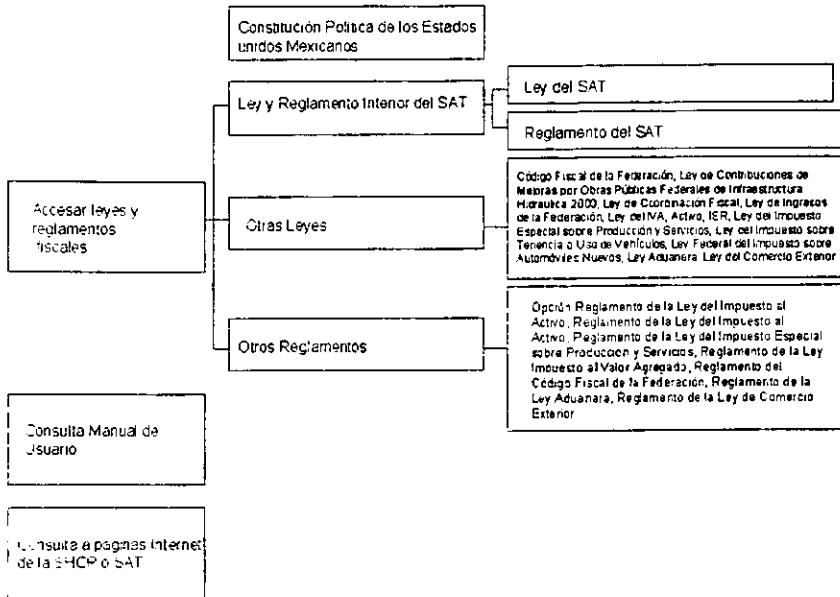 Constitución Política de los Estados
unidos Mexicanos
Ley y Reglamento Interior del SAT
Ley del SAT
Reglamento del SAT
Accesar leyes y
reglamentos
fiscales
Otras Leyes
Código Fiscal de la Federación, Ley de Contribuciones de
Mejoras por Obras Públicas Federales de Infraestructura
Hidraulica 2000, Ley de Coordinación Fiscal, Ley de Ingresos
de la Federación, Ley del IVA, Activo, ISR, Ley del Impuesto
Especial sobre Producción y Servicios, Ley del Impuesto sobre
Tenencia o Uso de Vehículos, Ley Federal del Impuesto sobre
Automóviles Nuevos, Ley Aduanera Ley del Comercio Exterior
Otros Reglamentos
Opción Reglamento de la Ley del Impuesto al
Activo, Reglamento de la Ley del Impuesto al
Activo, Reglamento de la Ley del Impuesto Especial
sobre Produccion y Servicios, Reglamento de la Ley
Impuesto al Valor Agregado, Reglamento del
Código Fiscal de la Federación, Reglamento de la
Ley Aduanara, Reglamento de la Ley de Comercio
Exterior
Consulta Manual de
Usuario
Consulta a paginas Internet
de la SHCP o SAT